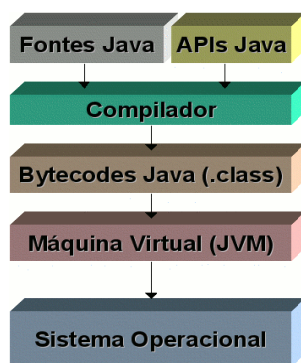 Fontes Java
APIs Java
Compilador
Bytecodes Java (.class)
Máquina Virtual (JVM)
Sistema Operacional